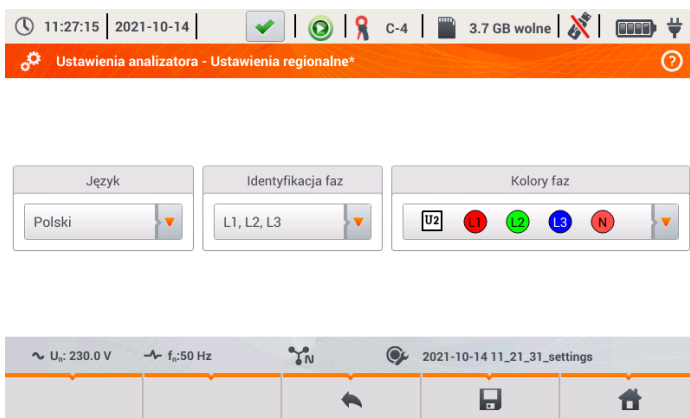 11:27:15 2021-10-14 C-4 3.7 GB wolne
Ustawienia analizatora - Ustawienia regionalne* ?
Język Identyfikacja faz Kolory faz
Polski L1, L2, L3 U2 L1 L2 L3 N
Un: 230.0 V fn:50 Hz N 2021-10-14 11_21_31_settings